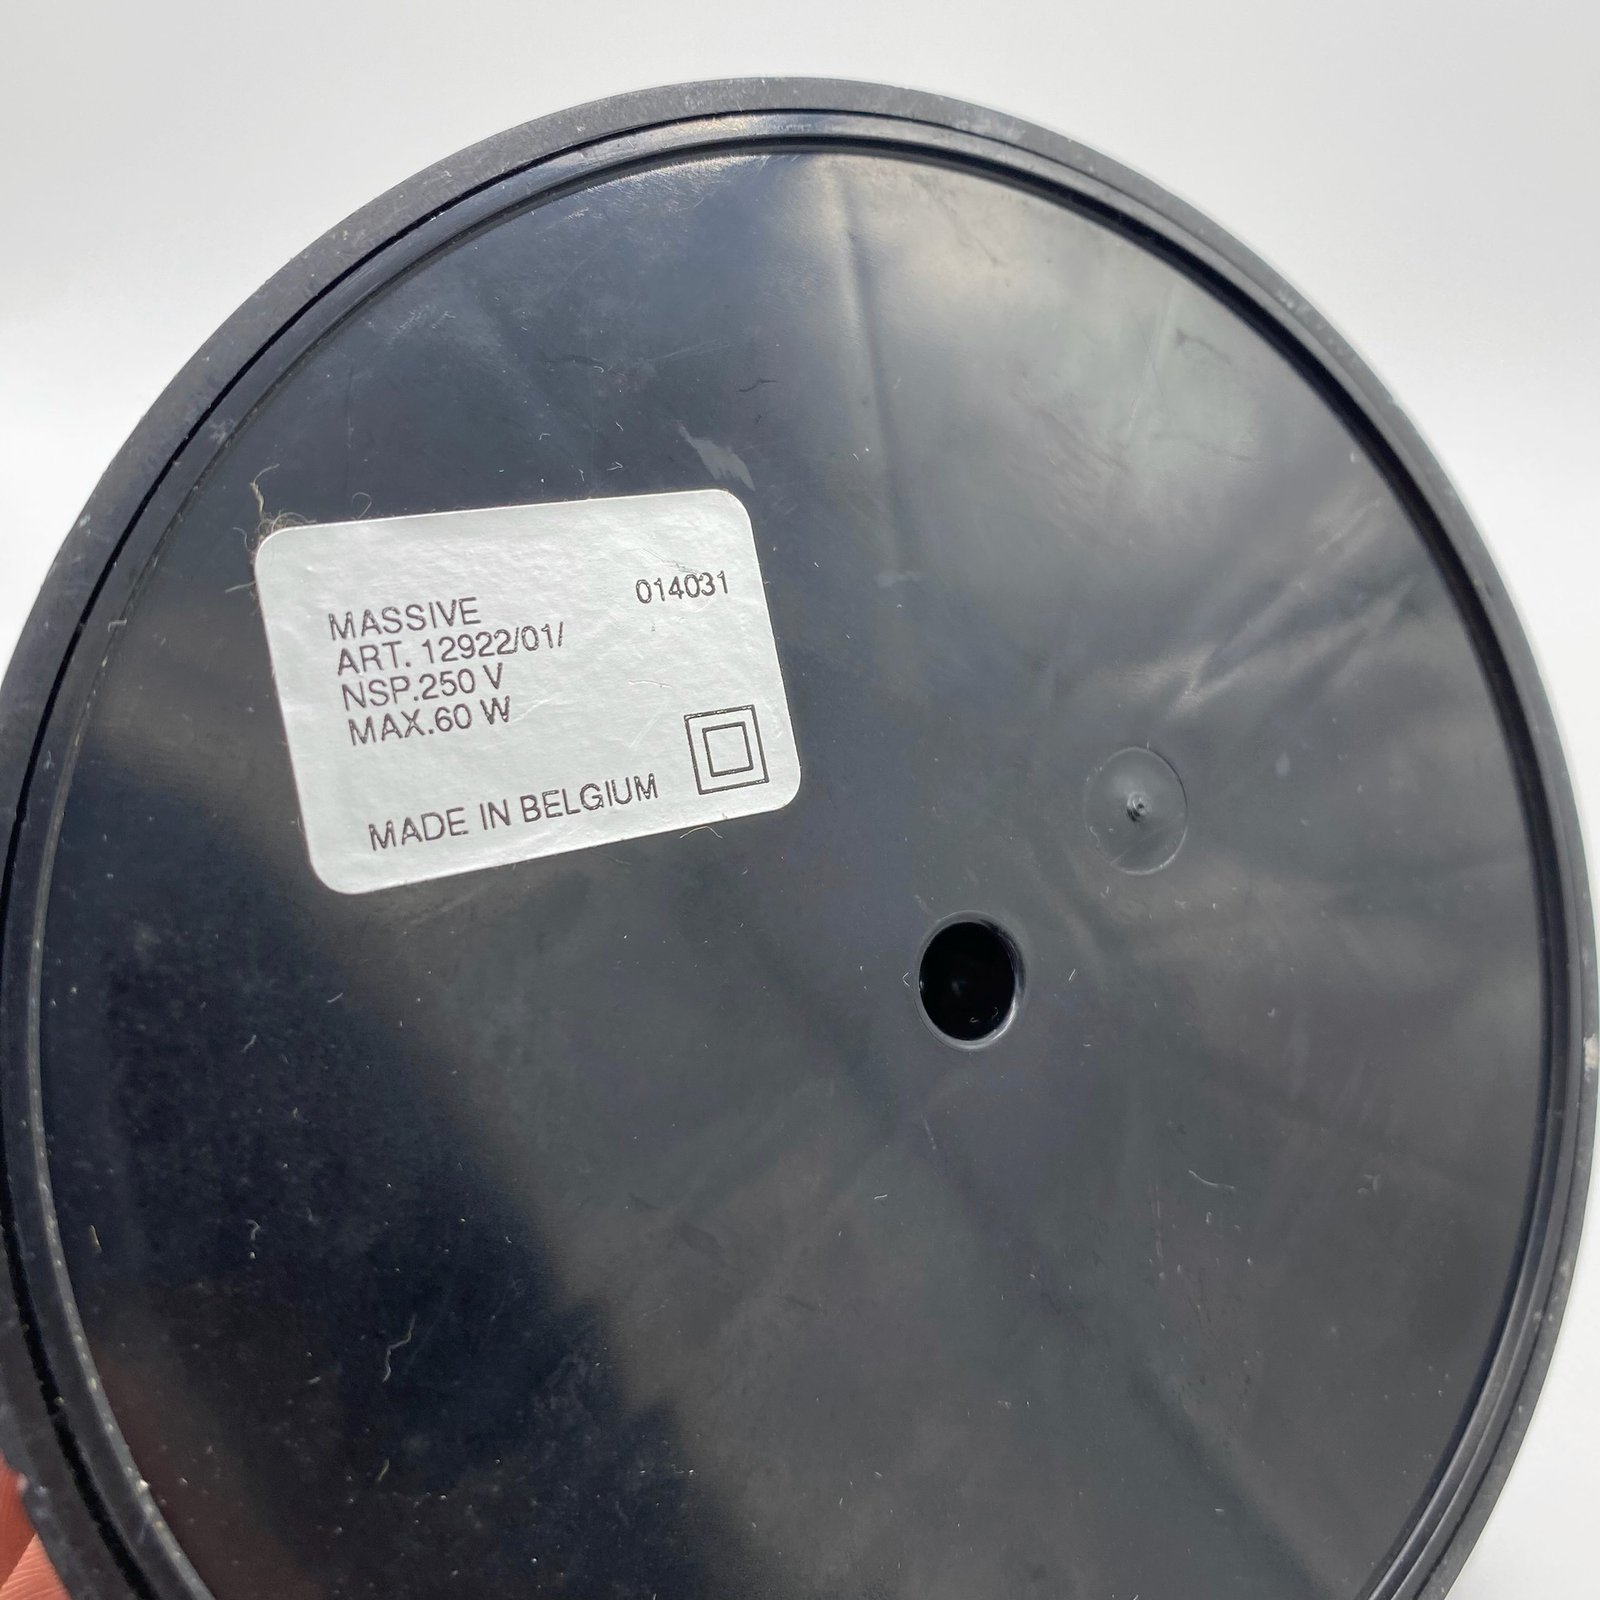 014031
MASSIVE
ART. 12922/01/
NSP.250 V
MAX.60 W
MADE IN BELGIUM